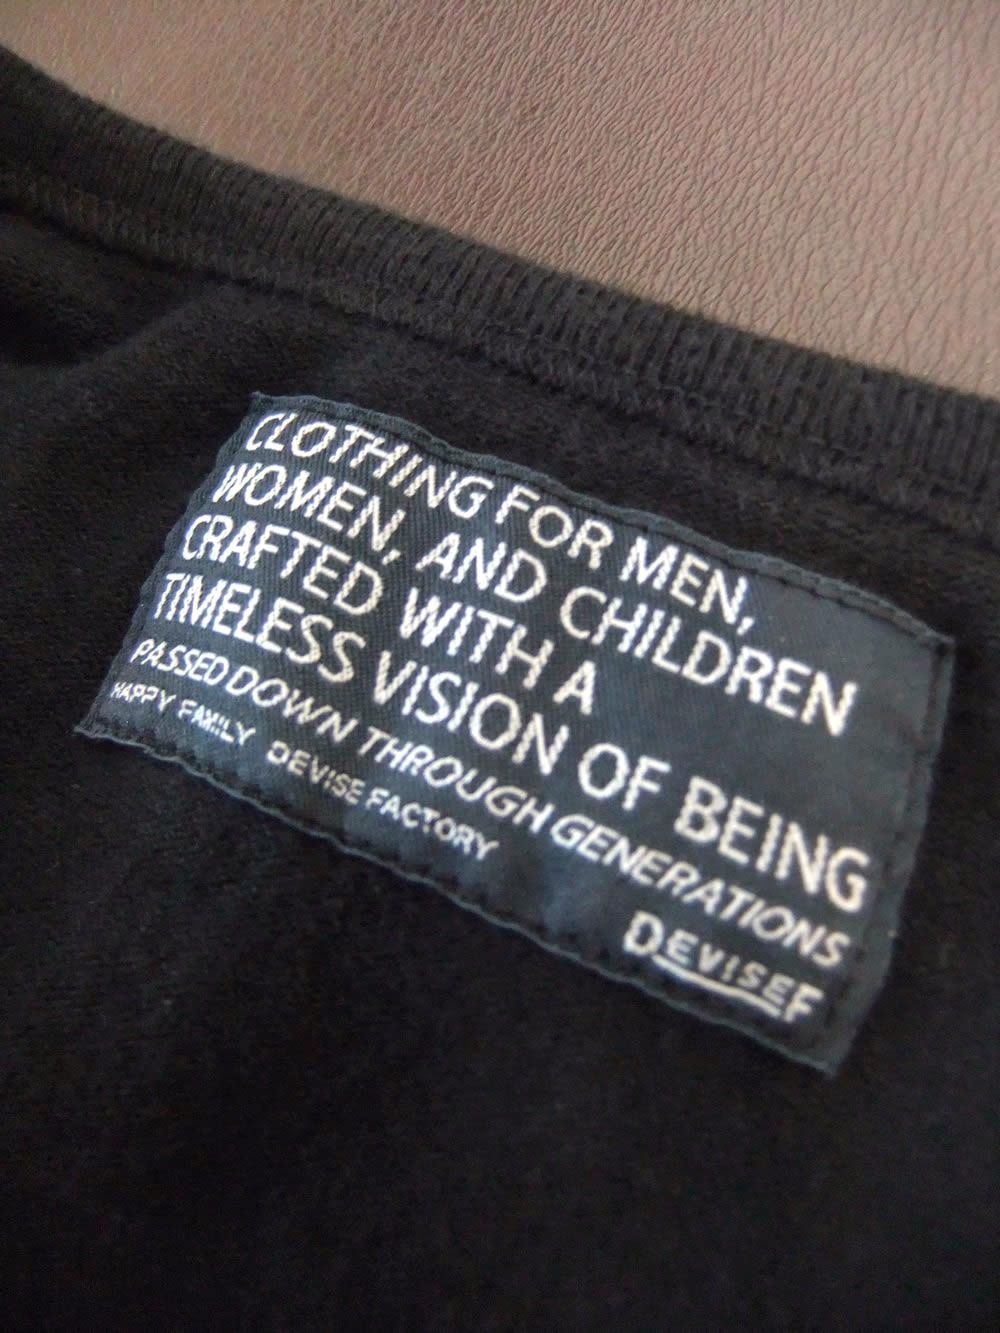 CLOTHING FOR MEN,
WOMEN, AND CHILDREN
CRAFTED WITH A
TIMELESS VISION OF BEING
PASSED DOWN THROUGH GENERATIONS
HAPPY FAMILY DEVISE FACTORY
DEVISEF